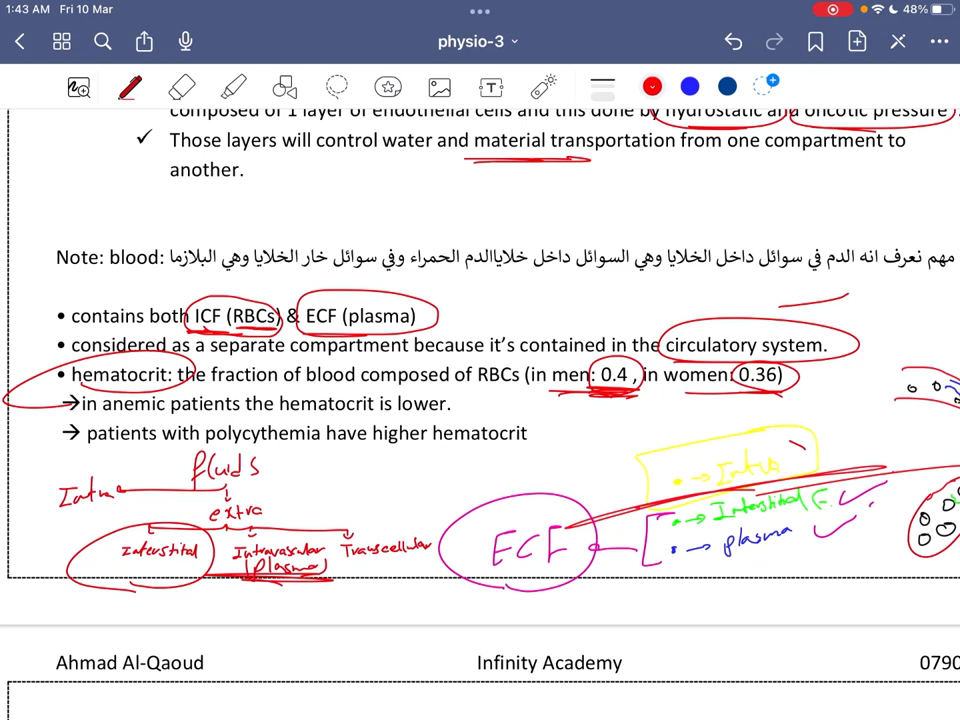 1:43 AM Fri 10 Mar
48%
physio-3
composed of 1 layer of endothelial cells and this done by hydrostatic and oncotic pressure .
✓ Those layers will control water and material transportation from one compartment to
another.
Note: blood: مهم نعرف انه الدم في سوائل داخل الخلايا وهي السوائل داخل خلاياالدم الحمراء وفي سوائل خار الخلايا وهي البلازما
• contains both ICF (RBCs) & ECF (plasma)
• considered as a separate compartment because it's contained in the circulatory system.
• hematocrit: the fraction of blood composed of RBCs (in men: 0.4 , in women: 0.36)
→in anemic patients the hematocrit is lower.
→ patients with polycythemia have higher hematocrit
fluids
Intra
extra
Interstital
Intravascular
(plasma)
Transcellular
ECF
• → Intra
• → Interstital F.
• → plasma
Ahmad Al-Qaoud
Infinity Academy
0790